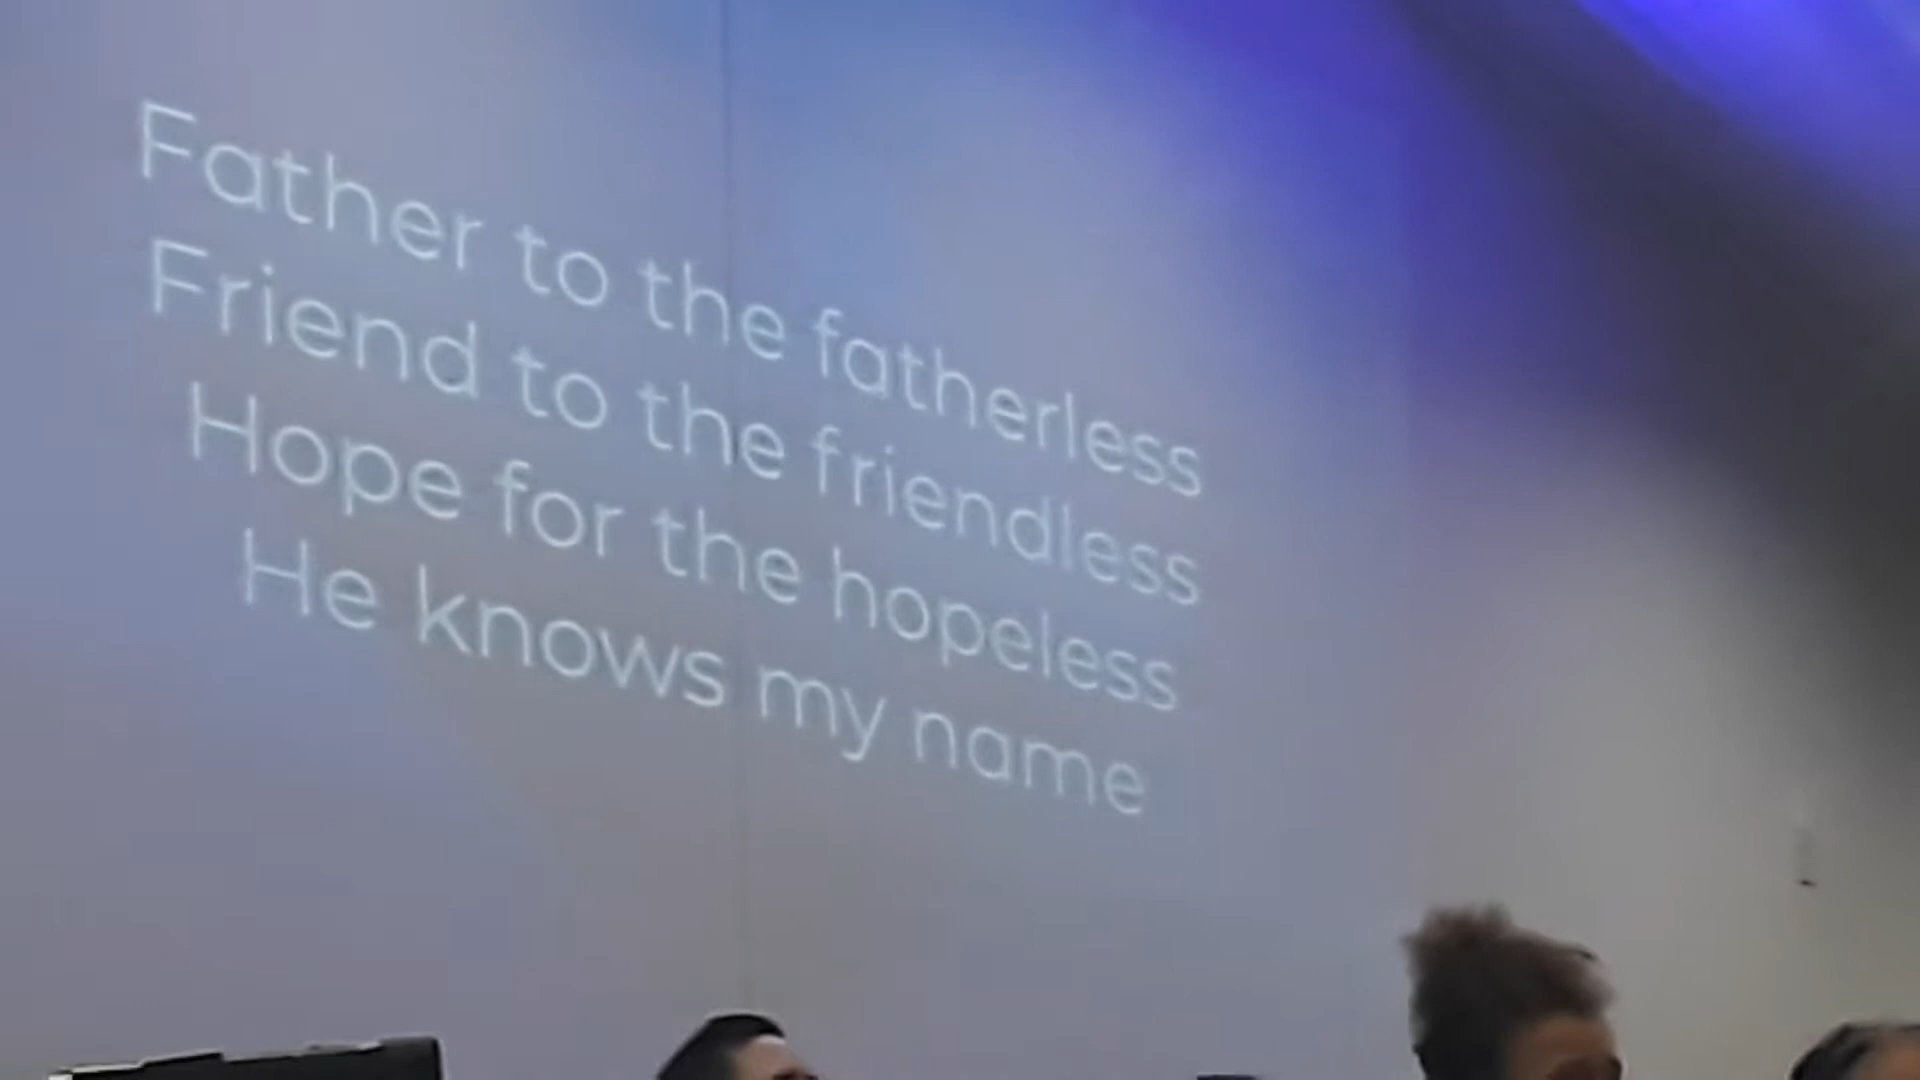 Father to the fatherless
Friend to the friendless
Hope for the hopeless
He knows my name